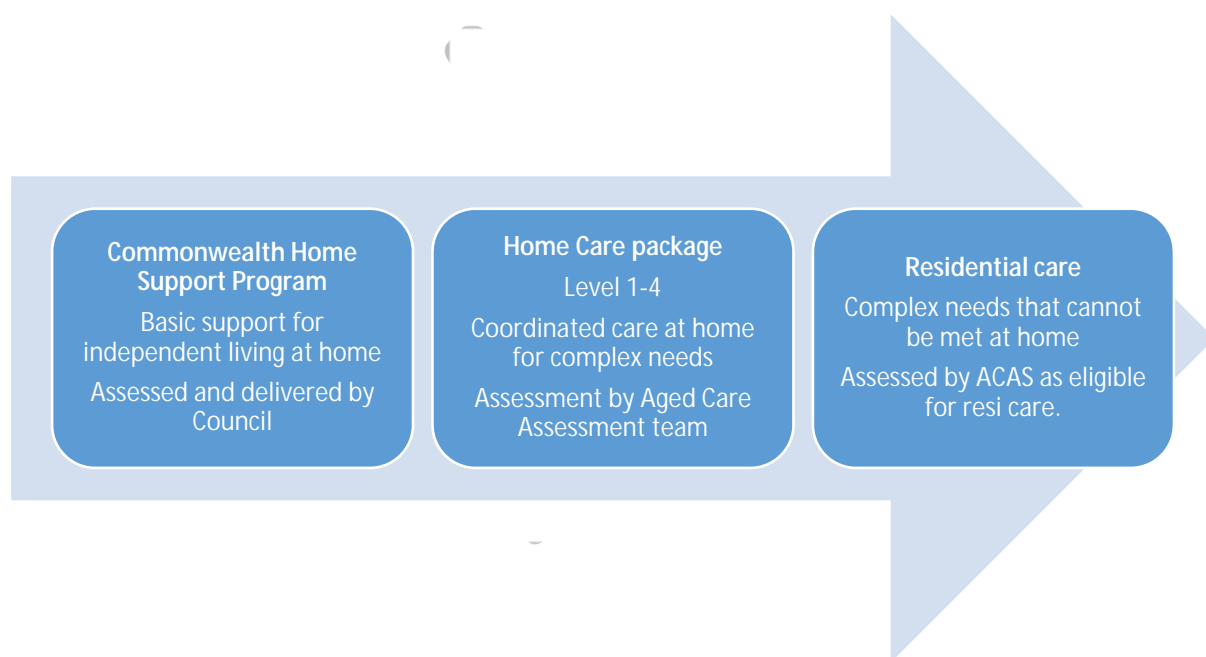 Commonwealth Home
Support Program
Basic support for
independent living at home
Assessed and delivered by
Council
Home Care package
Level 1-4
Coordinated care at home
for complex needs
Assessment by Aged Care
Assessment team
Residential care
Complex needs that cannot
be met at home
Assessed by ACAS as eligible
for resi care.